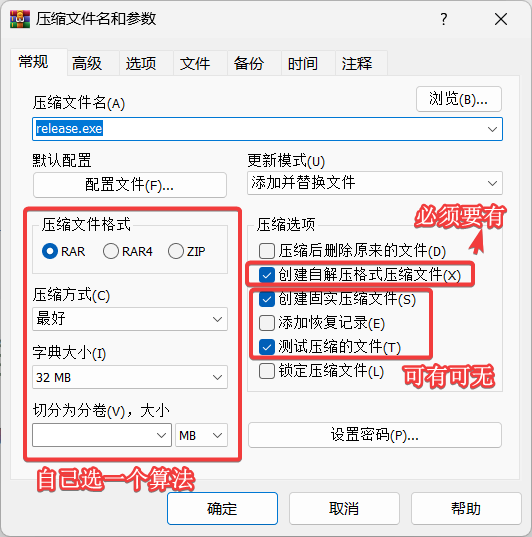 压缩文件名和参数
?
常规 高级 选项 文件 备份 时间 注释
压缩文件名(A)
浏览(B)...
release.exe
默认配置
配置文件(F)...
更新模式(U)
添加并替换文件
必须要有
压缩文件格式
RAR RAR4 ZIP
压缩方式(C)
最好
字典大小(I)
32 MB
切分为分卷(V)，大小
MB
自己选一个算法
压缩选项
压缩后删除原来的文件(D)
创建自解压格式压缩文件(X)
创建固实压缩文件(S)
添加恢复记录(E)
测试压缩的文件(T)
锁定压缩文件(L)
可有可无
设置密码(P)...
确定 取消 帮助